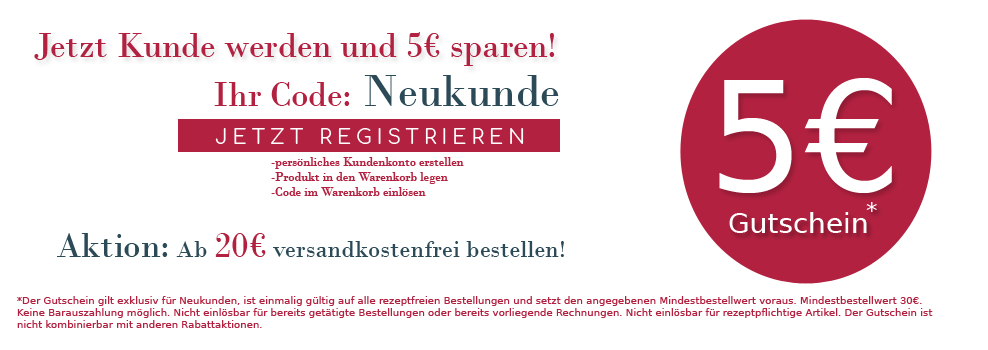 Jetzt Kunde werden und 5€ sparen!
Ihr Code: Neukunde
JETZT REGISTRIEREN
-persönliches Kundenkonto erstellen
-Produkt in den Warenkorb legen
-Code im Warenkorb einlösen
5€
Gutschein*
Aktion: Ab 20€ versandkostenfrei bestellen!
*Der Gutschein gilt exklusiv für Neukunden, ist einmalig gültig auf alle rezeptfreien Bestellungen und setzt den angegebenen Mindestbestellwert voraus. Mindestbestellwert 30€.
Keine Barauszahlung möglich. Nicht einlösbar für bereits getätigte Bestellungen oder bereits vorliegende Rechnungen. Nicht einlösbar für rezeptpflichtige Artikel. Der Gutschein ist
nicht kombinierbar mit anderen Rabattaktionen.